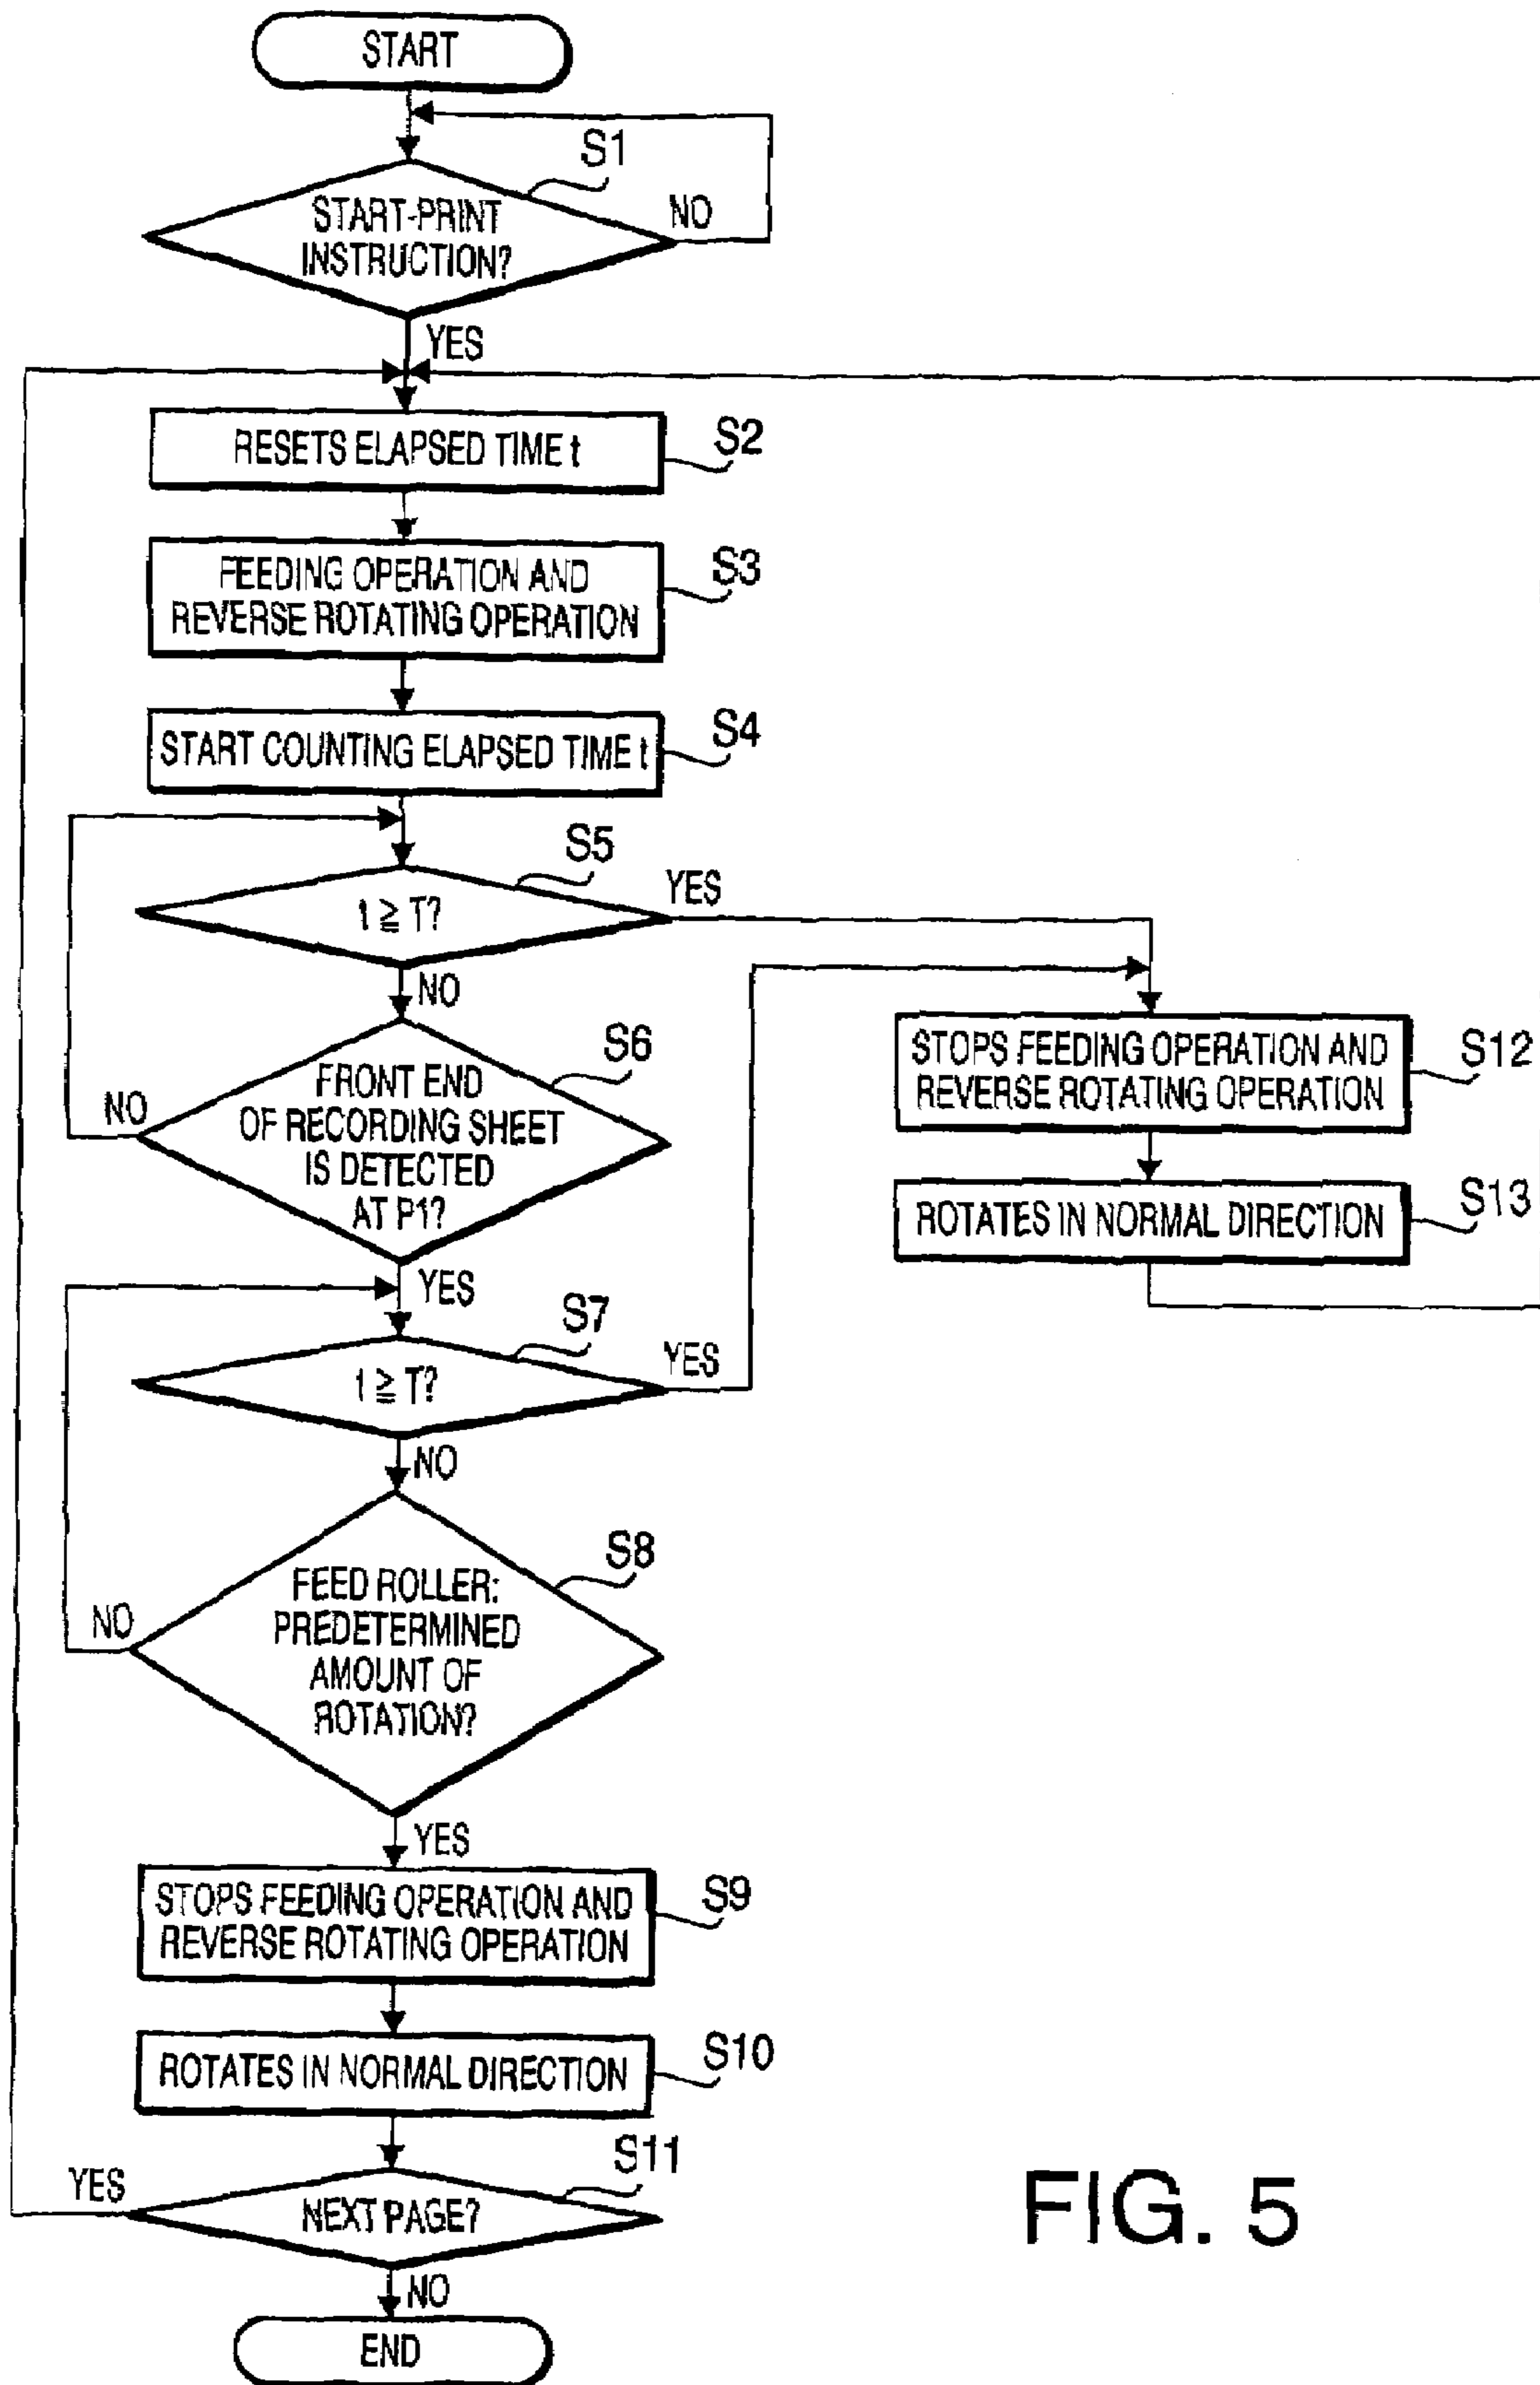 START
S1
START-PRINT
INSTRUCTION?
NO
YES
RESETS ELAPSED TIME t
S2
FEEDING OPERATION AND
REVERSE ROTATING OPERATION
S3
START COUNTING ELAPSED TIME t
S4
S5
t ≧ T?
YES
NO
S6
FRONT END
OF RECORDING SHEET
IS DETECTED
AT P1?
NO
YES
S7
t ≧ T?
YES
NO
S8
FEED ROLLER:
PREDETERMINED
AMOUNT OF
ROTATION?
NO
YES
STOPS FEEDING OPERATION AND
REVERSE ROTATING OPERATION
S9
ROTATES IN NORMAL DIRECTION
S10
S11
NEXT PAGE?
YES
NO
END
STOPS FEEDING OPERATION AND
REVERSE ROTATING OPERATION
S12
ROTATES IN NORMAL DIRECTION
S13
FIG. 5